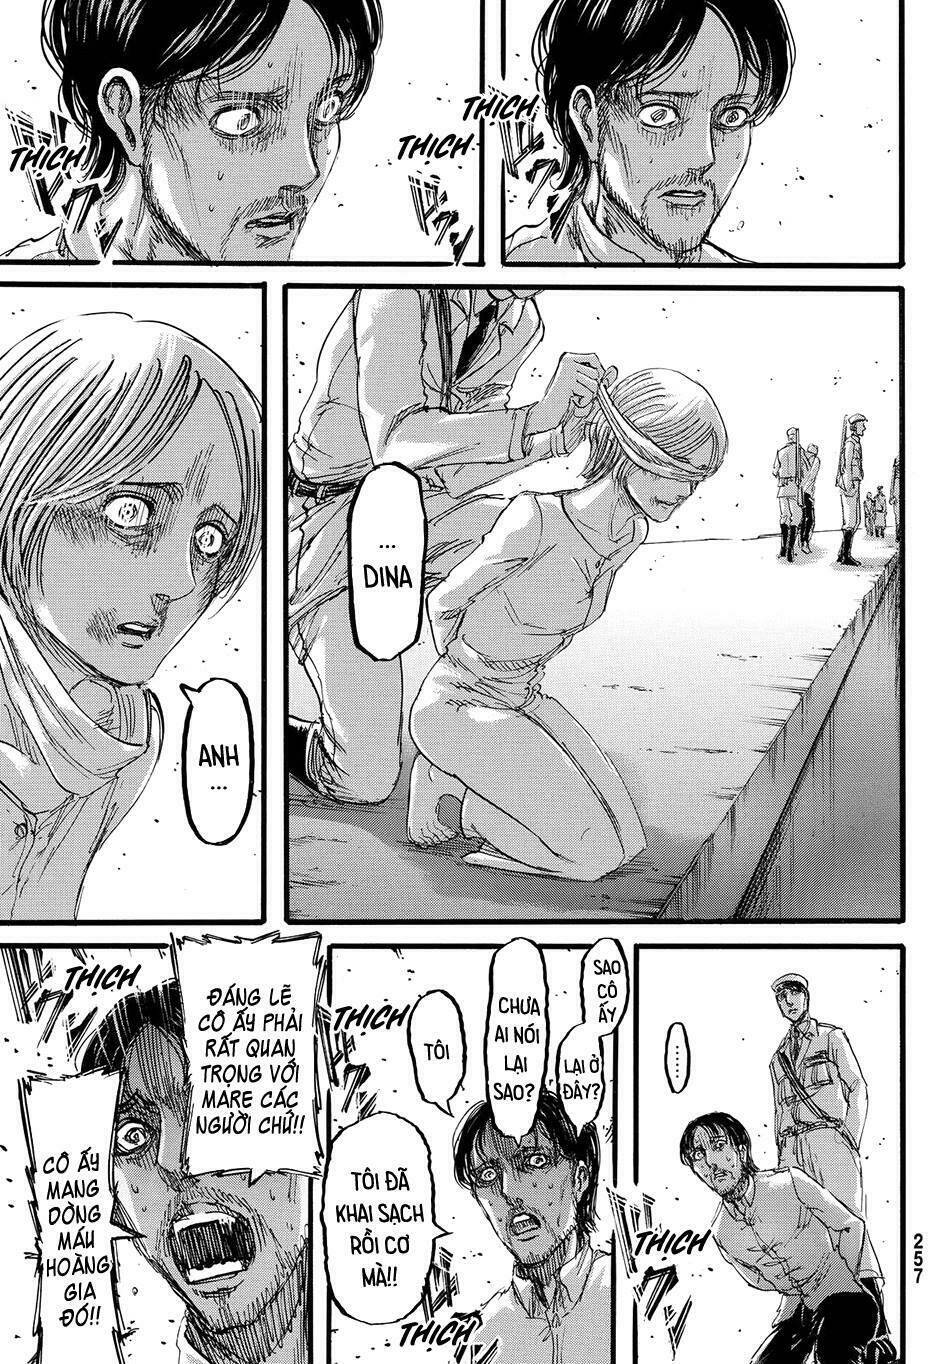 THỊCH
THỊCH
THỊCH
THỊCH
...
DINA
ANH
...
......
THỊCH
SAO
CÔ
ẤY
LẠI Ở
ĐÂY?
CHƯA
AI NÓI
LẠI
SAO?
TÔI
THỊCH
TÔI ĐÃ
KHAI SẠCH
RỒI CƠ
MÀ!!
THỊCH
THỊCH
ĐÁNG LẼ
CÔ ẤY PHẢI
RẤT QUAN
TRỌNG VỚI
MARE CÁC
NGƯỜI CHỨ!!
CÔ ẤY
MANG
DÒNG
MÁU
HOÀNG
GIA
ĐÓ!!
257